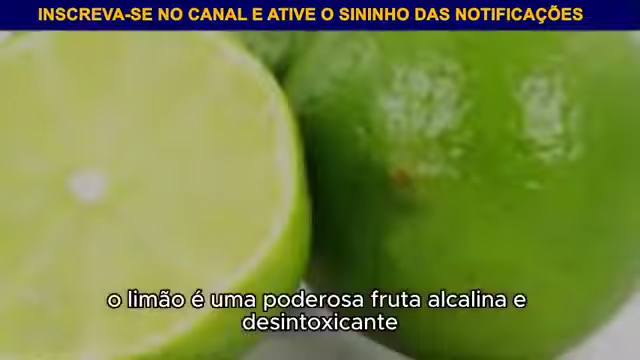 INSCREVA-SE NO CANAL E ATIVE O SININHO DAS NOTIFICAÇÕES
o limão é uma poderosa fruta alcalina e
desintoxicante